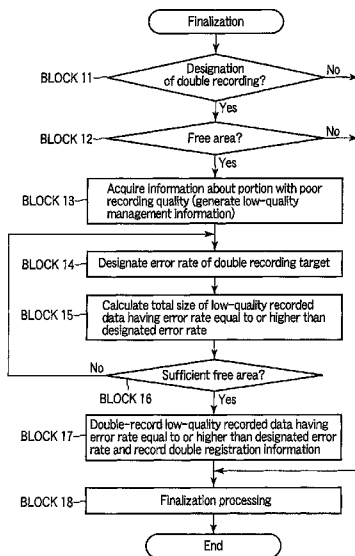 Finalization
BLOCK 11
Designation
of double recording?
No
Yes
BLOCK 12
Free area?
No
Yes
BLOCK 13
Acquire information about portion with poor
recording quality (generate low-quality
management information)
BLOCK 14
Designate error rate of double recording target
BLOCK 15
Calculate total size of low-quality recorded
data having error rate equal to or higher than
designated error rate
No
Sufficient free area?
BLOCK 16
Yes
BLOCK 17
Double-record low-quality recorded data having
error rate equal to or higher than designated error
rate and record double registration information
BLOCK 18
Finalization processing
End